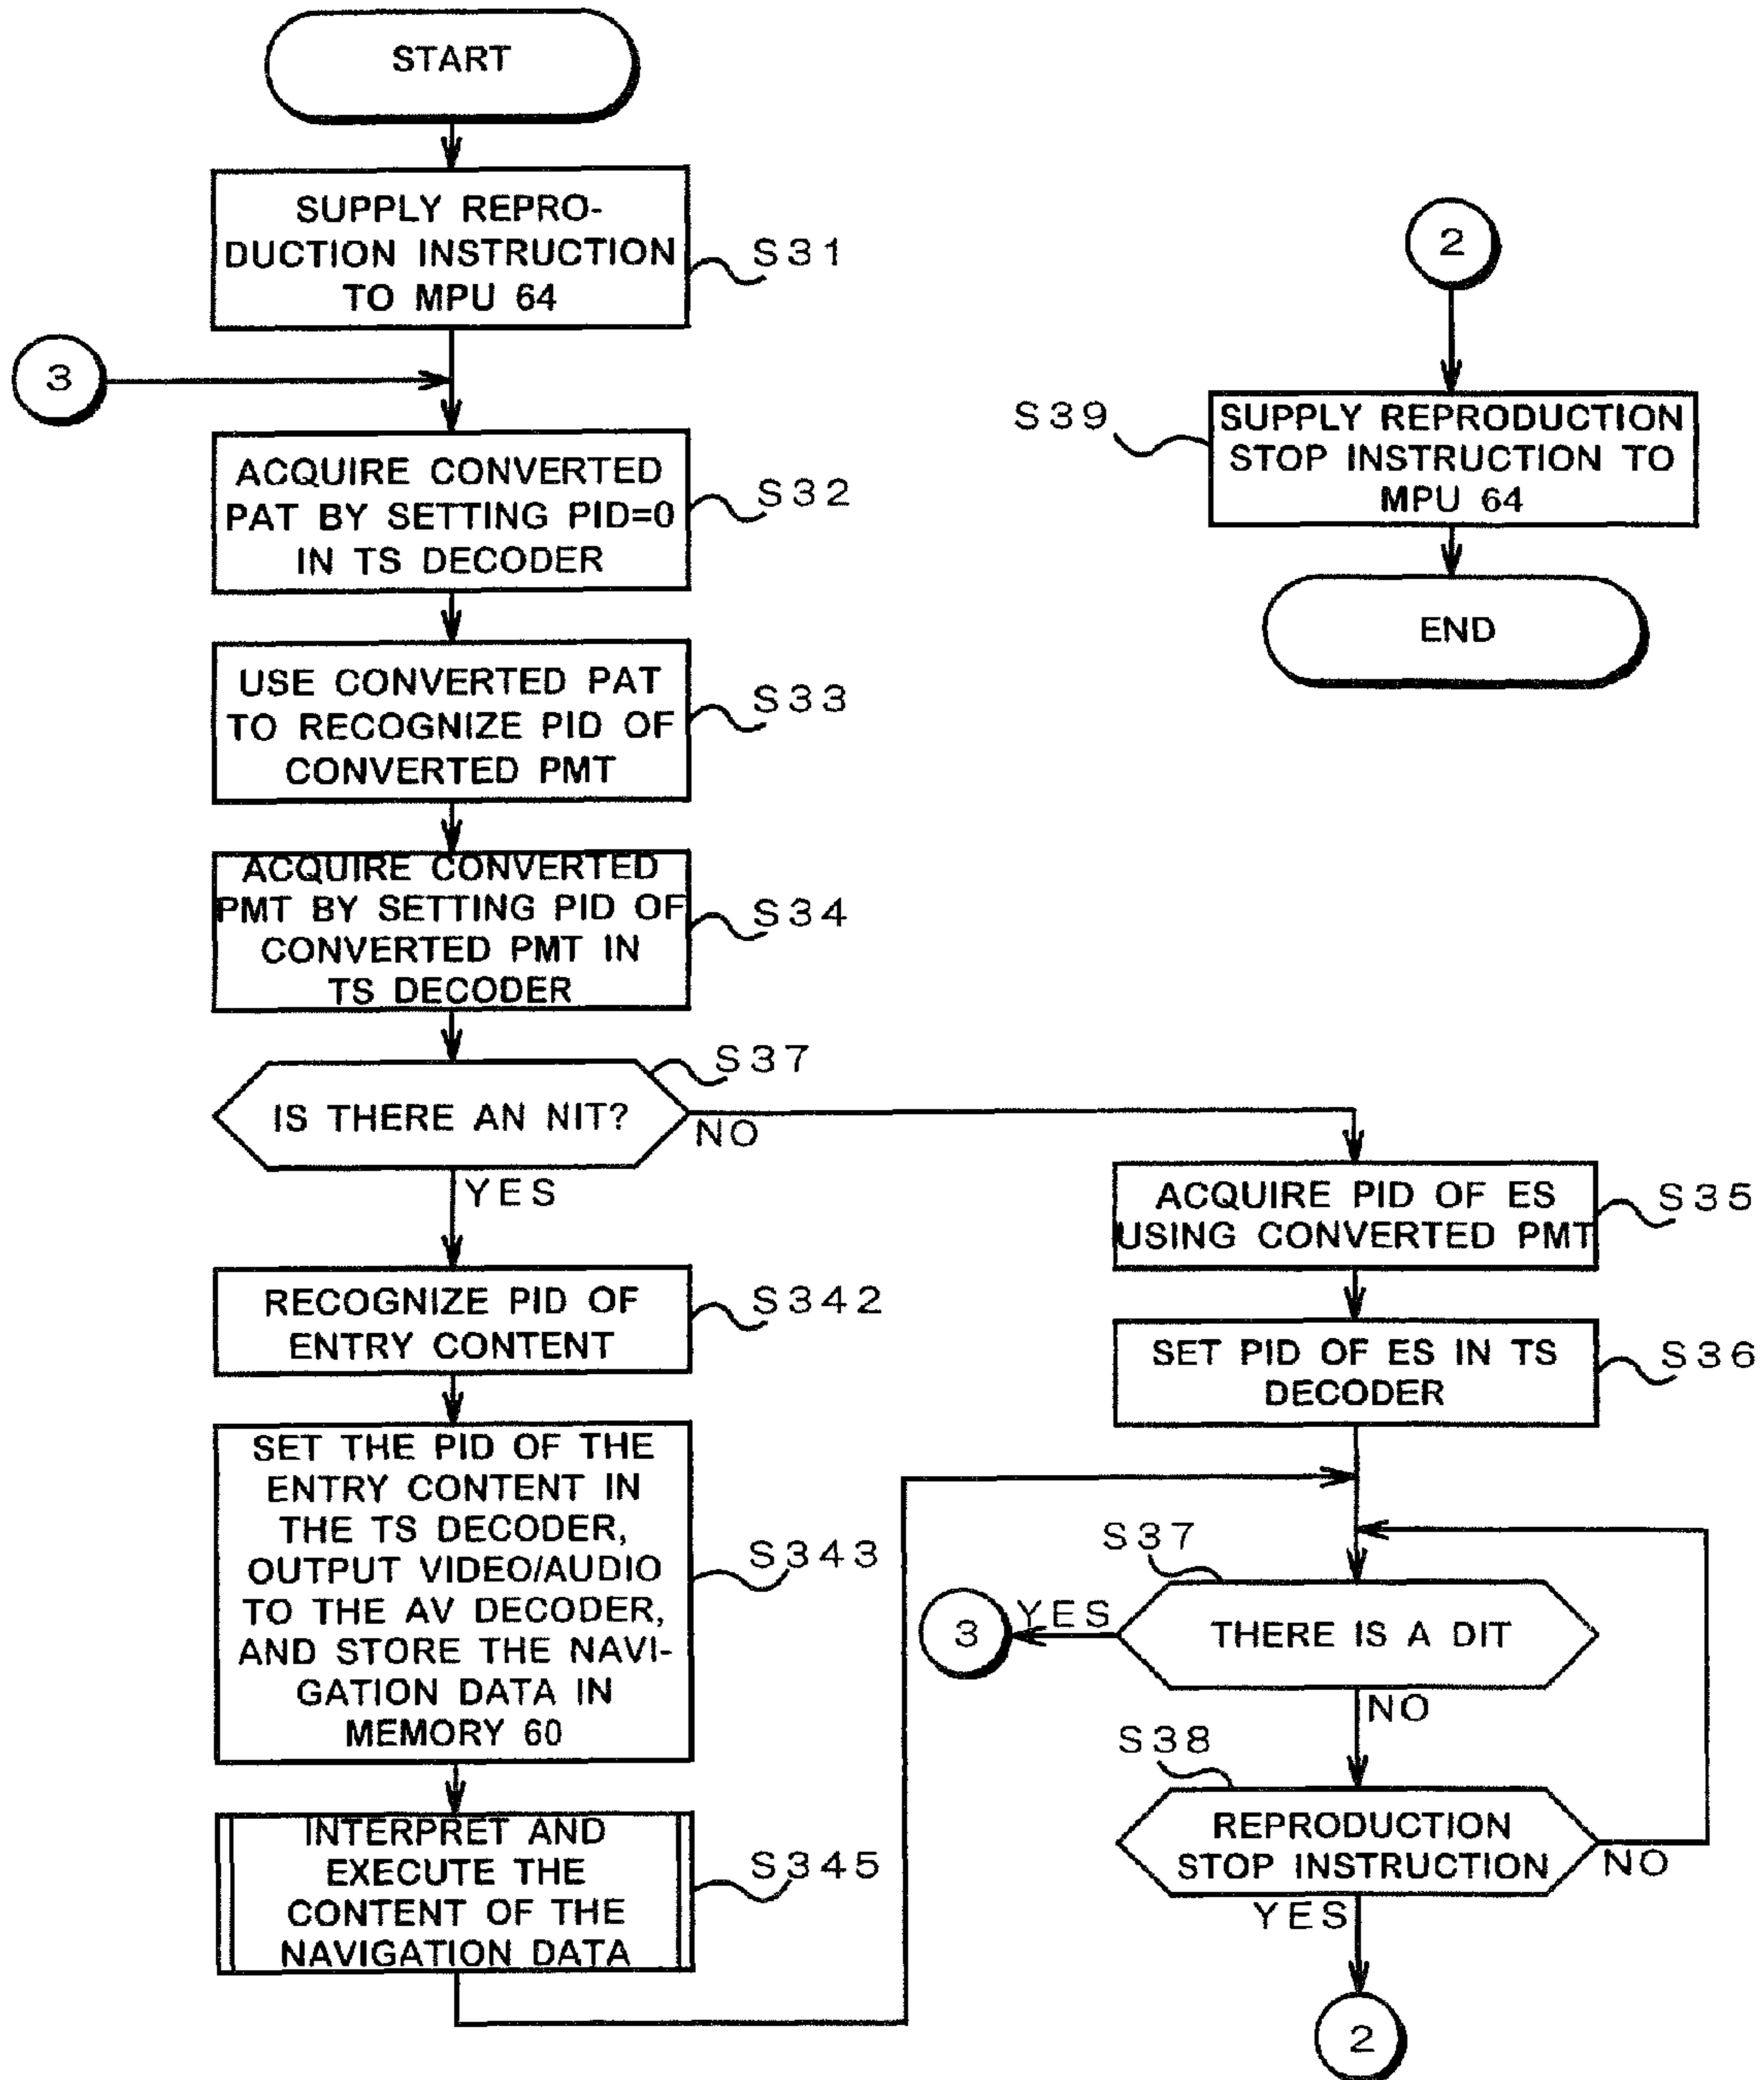 START
SUPPLY REPRO-
DUCTION INSTRUCTION
TO MPU 64
S31
3
ACQUIRE CONVERTED
PAT BY SETTING PID=0
IN TS DECODER
S32
USE CONVERTED PAT
TO RECOGNIZE PID OF
CONVERTED PMT
S33
ACQUIRE CONVERTED
PMT BY SETTING PID OF
CONVERTED PMT IN
TS DECODER
S34
S37
IS THERE AN NIT?
NO
YES
RECOGNIZE PID OF
ENTRY CONTENT
S342
SET THE PID OF THE
ENTRY CONTENT IN
THE TS DECODER,
OUTPUT VIDEO/AUDIO
TO THE AV DECODER,
AND STORE THE NAVI-
GATION DATA IN
MEMORY 60
S343
INTERPRET AND
EXECUTE THE
CONTENT OF THE
NAVIGATION DATA
S345
2
S39
SUPPLY REPRODUCTION
STOP INSTRUCTION TO
MPU 64
END
ACQUIRE PID OF ES
USING CONVERTED PMT
S35
SET PID OF ES IN TS
DECODER
S36
S37
THERE IS A DIT
YES
3
NO
S38
REPRODUCTION
STOP INSTRUCTION
NO
YES
2